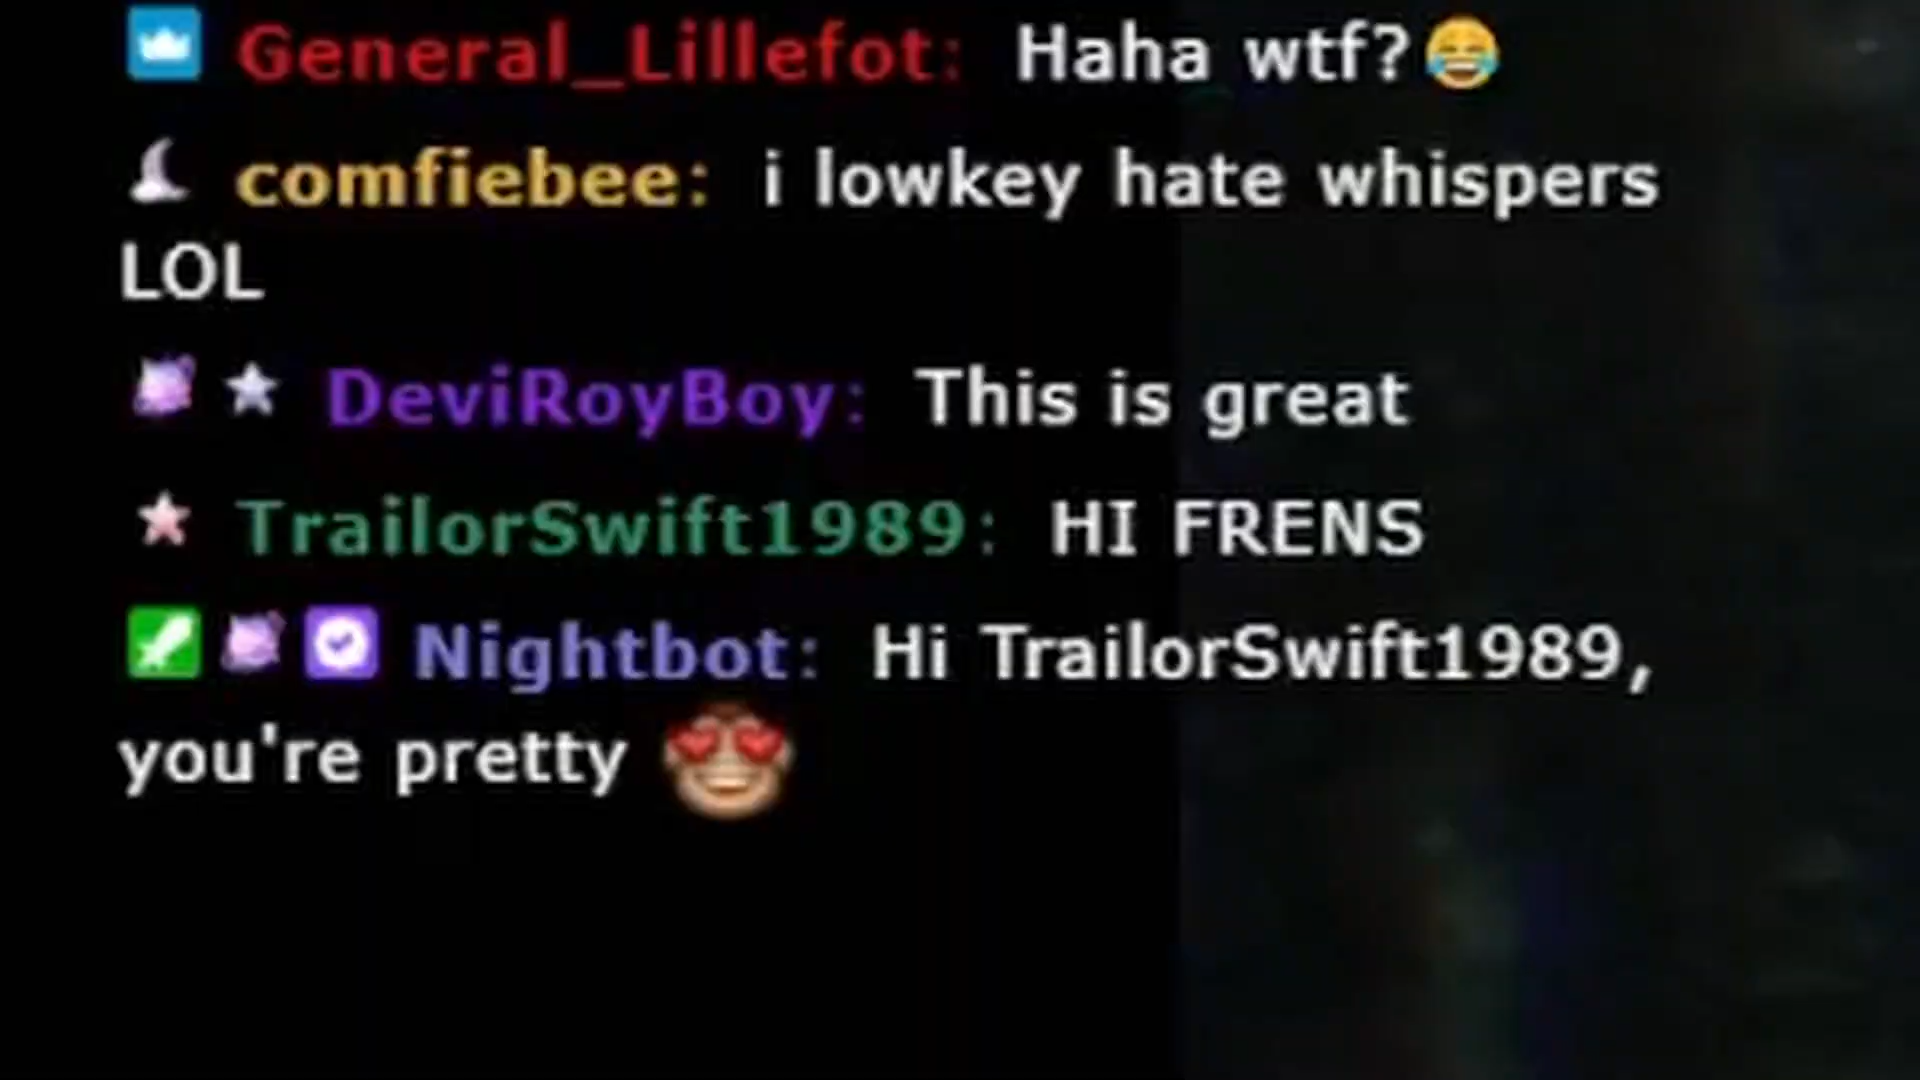 General_Lillefot: Haha wtf?😂
comfiebee: i lowkey hate whispers
LOL
DeviRoyBoy: This is great
TrailorSwift1989: HI FRENS
Nightbot: Hi TrailorSwift1989,
you're pretty 😍